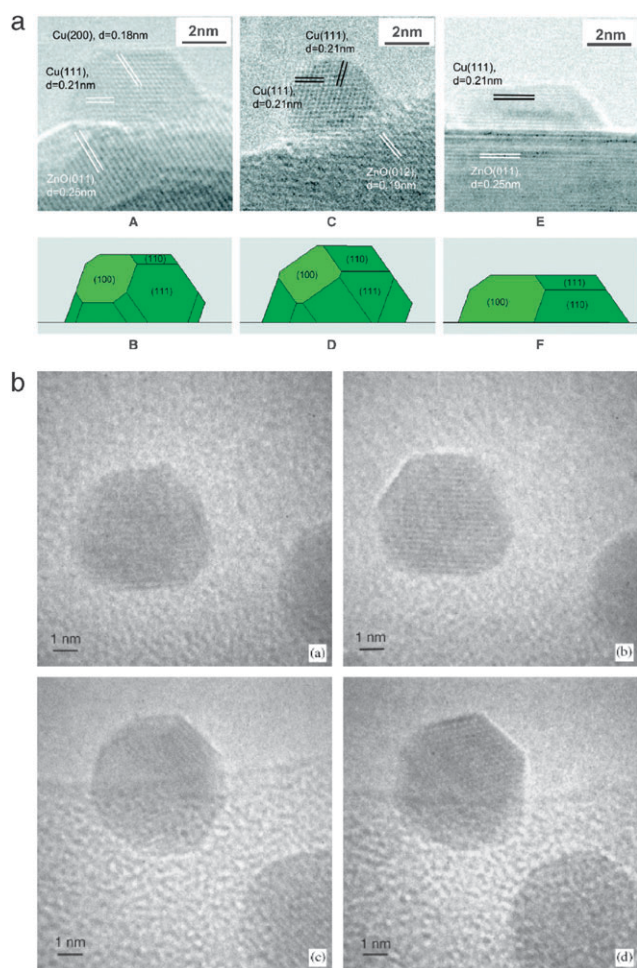 a
Cu(200), d=0.18nm
2nm
Cu(111),
d=0.21nm
ZnO(011),
d=0.25nm
A
Cu(111),
d=0.21nm
2nm
Cu(111),
d=0.21nm
ZnO(012),
d=0.19nm
C
Cu(111),
d=0.21nm
2nm
ZnO(011),
d=0.25nm
E
(100)
(110)
(111)
B
(100)
(110)
(111)
D
(100)
(111)
(110)
F
b
1 nm
(a)
1 nm
(b)
1 nm
(c)
1 nm
(d)